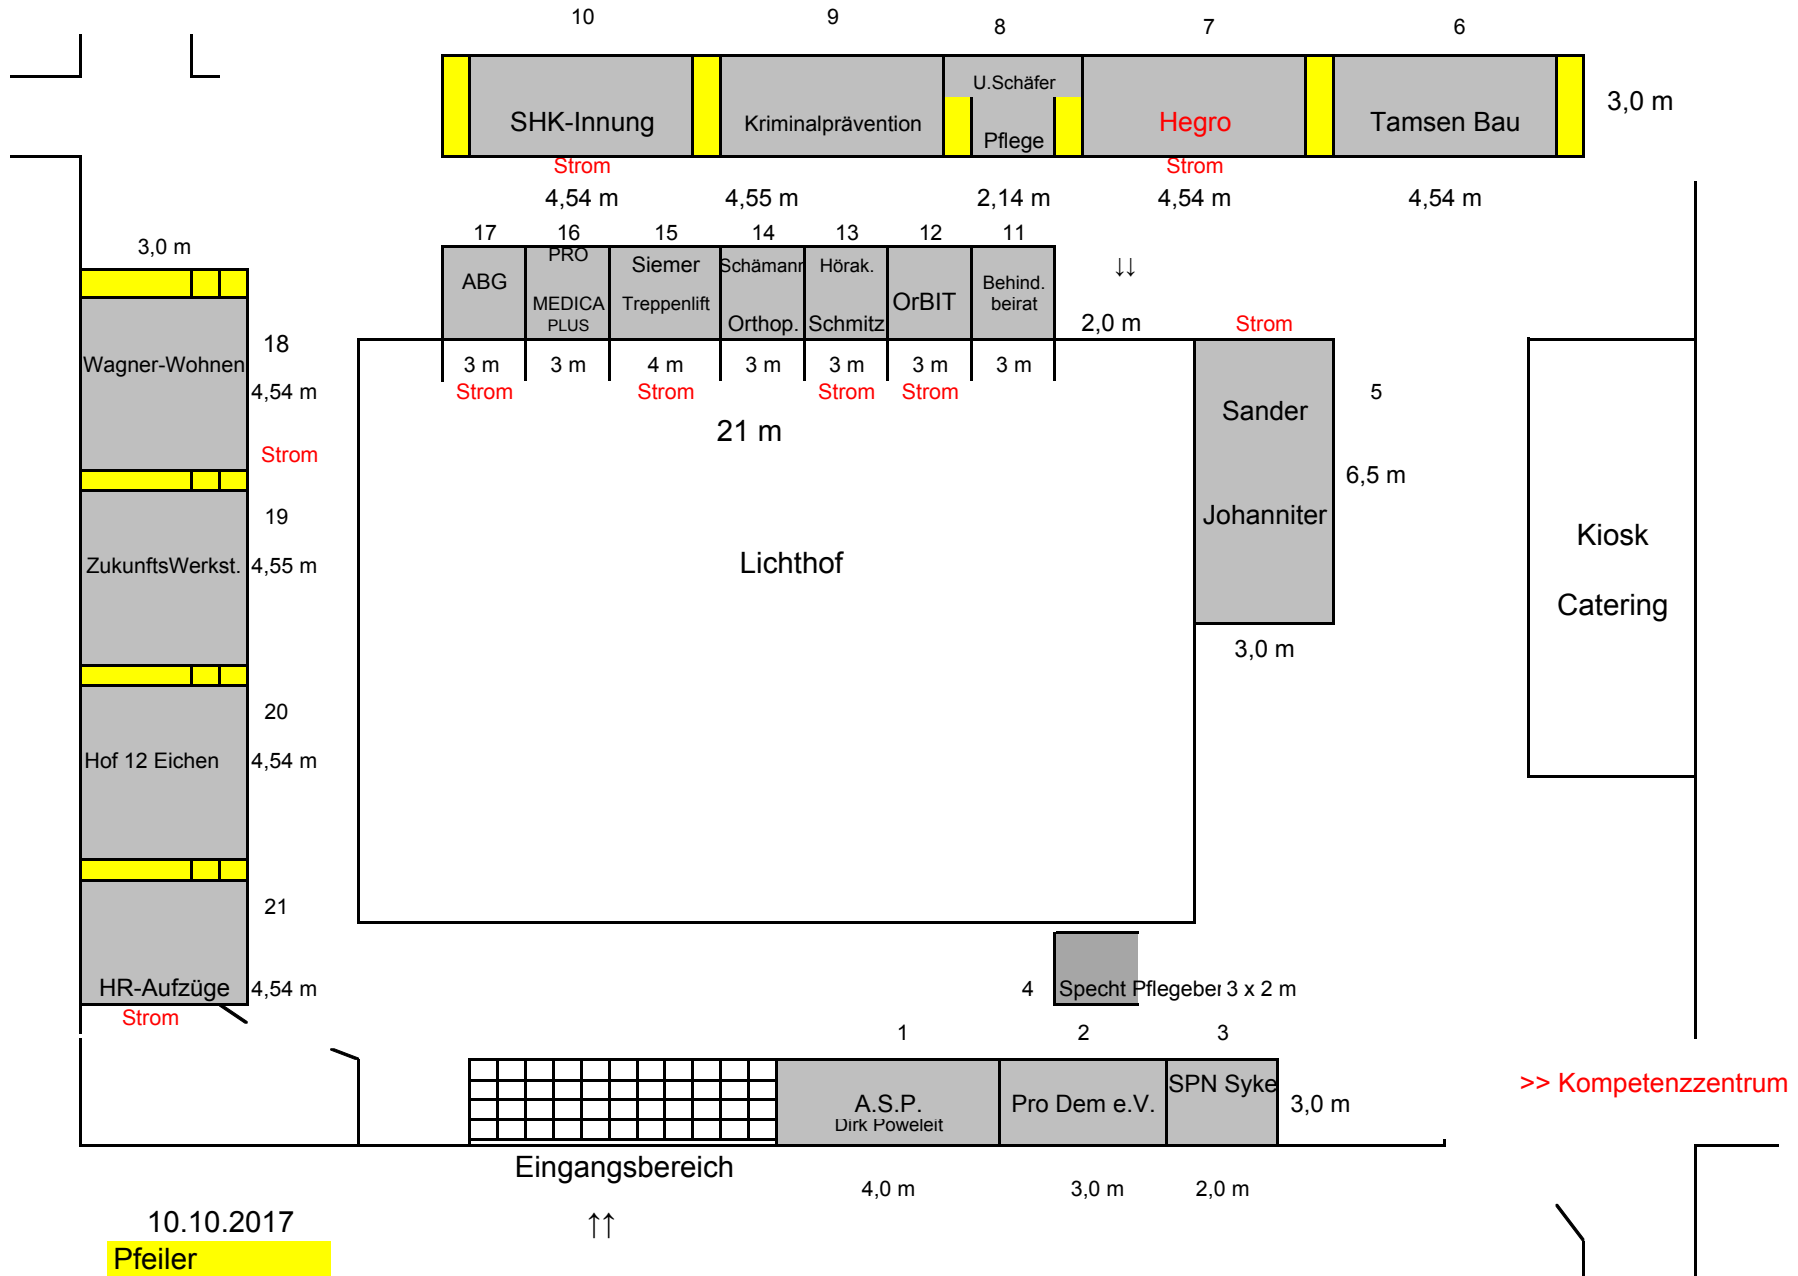 10 9 8 7 6
U.Schäfer
SHK-Innung Kriminalprävention Pflege Hegro Tamsen Bau 3,0 m
Strom Strom
4,54 m 4,55 m 2,14 m 4,54 m 4,54 m
17 16 15 14 13 12 11
3,0 m
ABG
PRO
MEDICA
PLUS
Siemer
Treppenlift
Schämann
Orthop.
Hörak.
Schmitz
OrBIT
Behind.
beirat
↓↓
2,0 m
Strom
3 m 3 m 4 m 3 m 3 m 3 m 3 m
Strom Strom Strom Strom
21 m
18
Wagner-Wohnen
4,54 m
Strom
19
ZukunftsWerkst. 4,55 m
20
Hof 12 Eichen 4,54 m
21
HR-Aufzüge 4,54 m
Strom
Lichthof
Sander
5
6,5 m
Johanniter
3,0 m
Kiosk
Catering
4 Specht Pflegeber 3 x 2 m
1 2 3
A.S.P.
Dirk Poweleit
Pro Dem e.V.
SPN Syke
3,0 m
>> Kompetenzzentrum
Eingangsbereich
4,0 m 3,0 m 2,0 m
↑↑
10.10.2017
Pfeiler